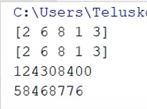 C:\Users\Telusko
[2 6 8 1 3]
[2 6 8 1 3]
124308400
58468776